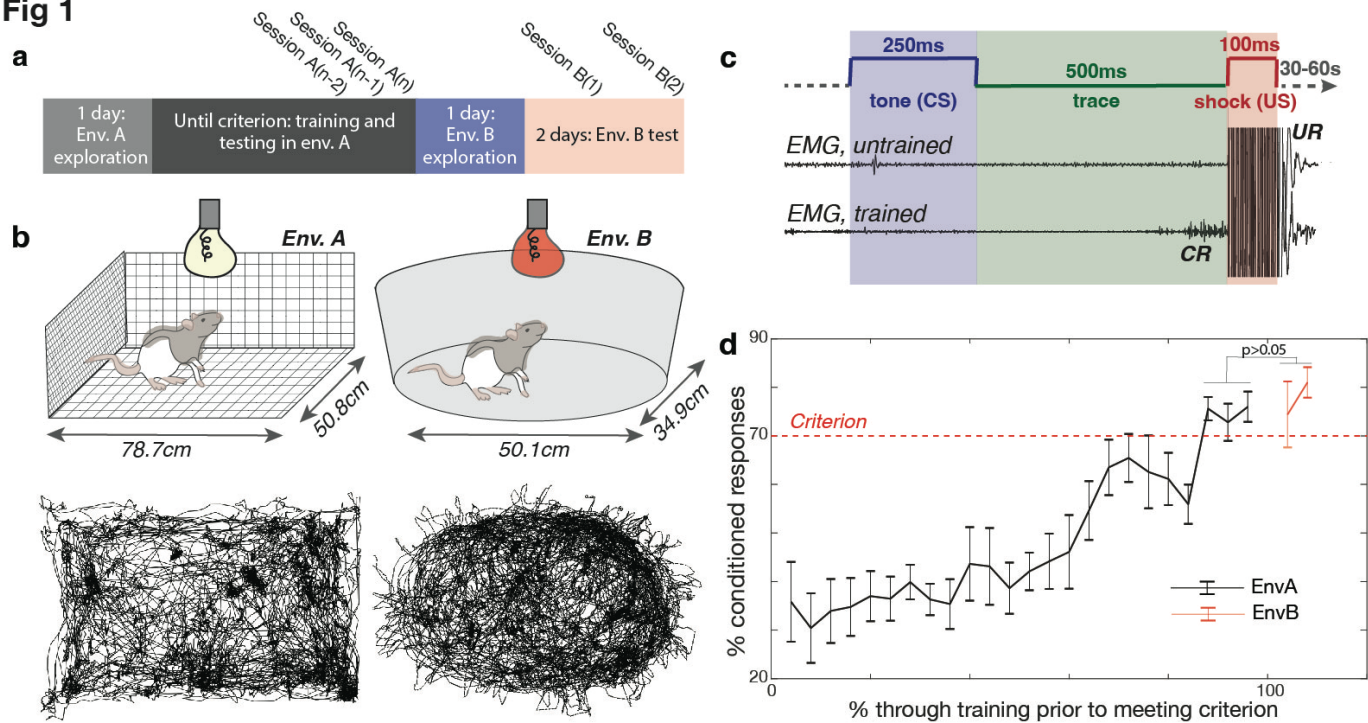 Fig 1
a
Session A(n-2)
Session A(n-1)
Session A(n)
Session B(1)
Session B(2)
1 day:
Env. A
exploration
Until criterion: training and
testing in env. A
1 day:
Env. B
exploration
2 days: Env. B test
b
Env. A
50.8cm
78.7cm
Env. B
34.9cm
50.1cm
c
250ms
tone (CS)
500ms
trace
100ms
shock (US)
30-60s
EMG, untrained
UR
EMG, trained
CR
d
90
p>0.05
Criterion
70
% conditioned responses
EnvA
EnvB
20
0
100
% through training prior to meeting criterion